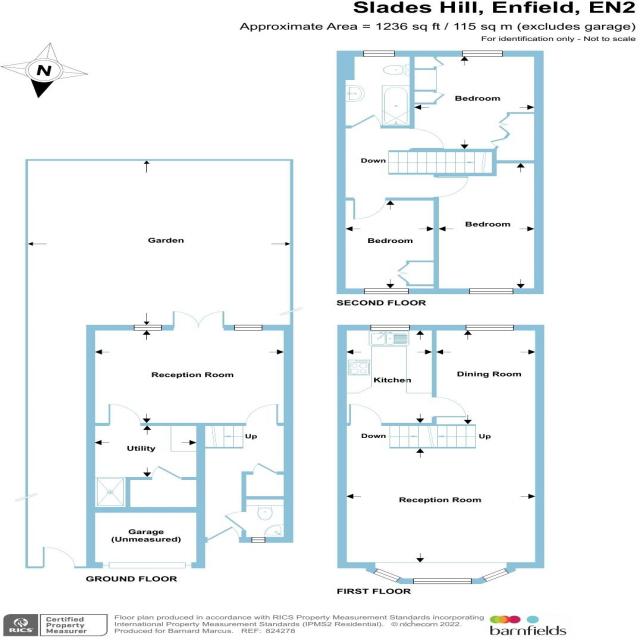 Slades Hill, Enfield, EN2
Approximate Area = 1236 sq ft / 115 sq m (excludes garage)
For identification only - Not to scale
N
Bedroom
Down
Bedroom
Bedroom
SECOND FLOOR
Garden
Reception Room
Utility
Up
Garage
(Unmeasured)
GROUND FLOOR
Kitchen
Dining Room
Down
Up
Reception Room
FIRST FLOOR
RICS
Certified
Property
Measurer
Floor plan produced in accordance with RICS Property Measurement Standards incorporating
International Property Measurement Standards (IPMS2 Residential). © nichecom 2022.
Produced for Barnard Marcus. REF: 824278
barnfields